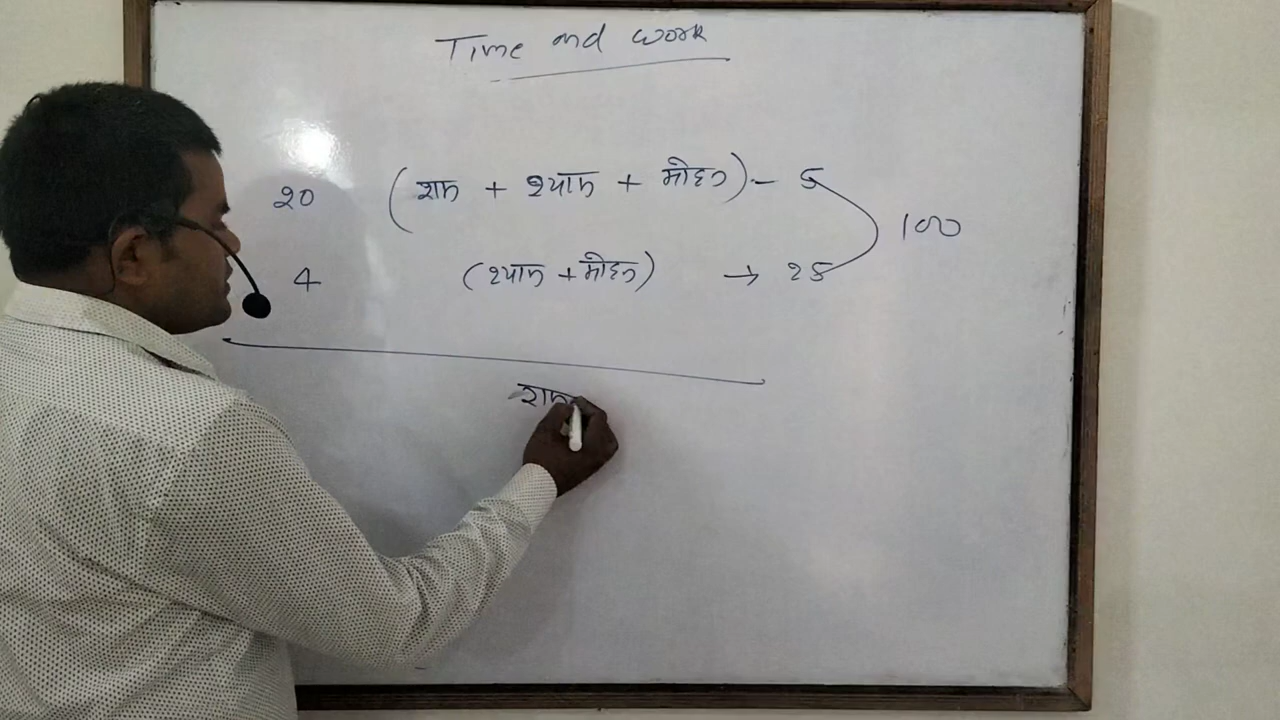 Time and work
20 (राम + श्याम + मोहन) - 5
100
4 (श्याम + मोहन) → 25
राम